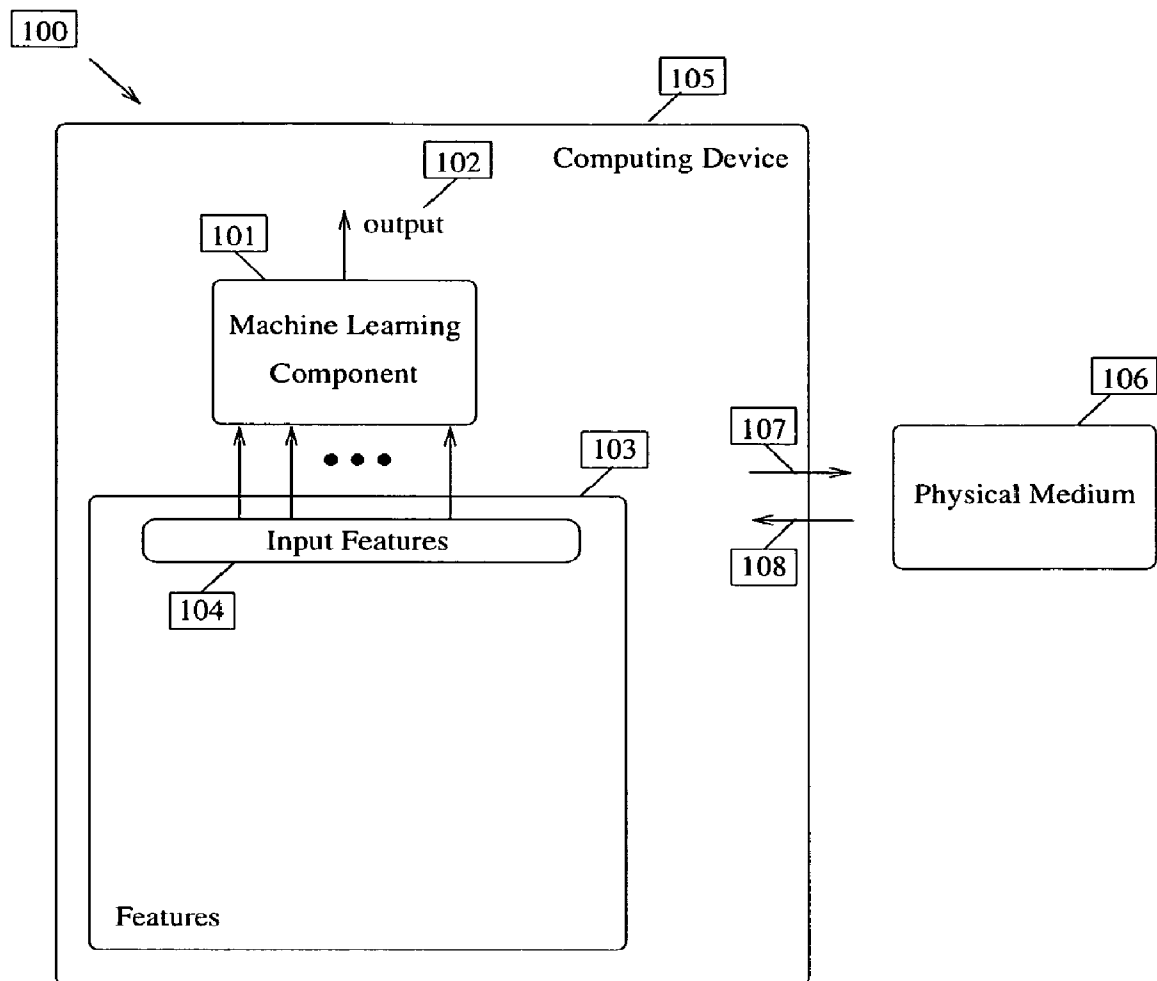 100
105
Computing Device
102
output
101
Machine Learning
Component
106
107
Physical Medium
103
Input Features
108
104
Features